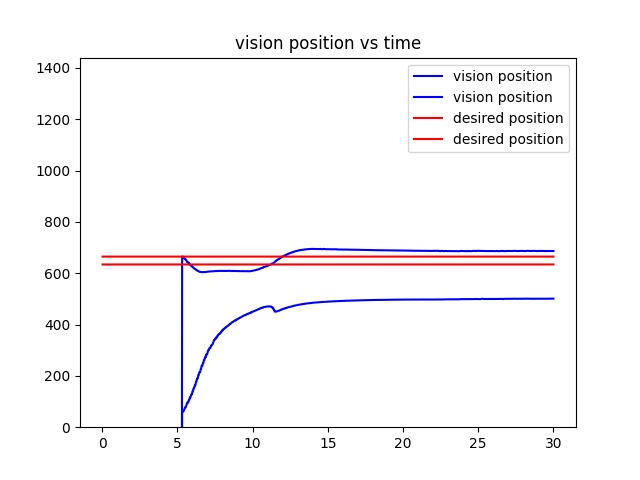 vision position vs time
1400
1200
1000
800
600
400
200
0
vision position
vision position
desired position
desired position
0 5 10 15 20 25 30